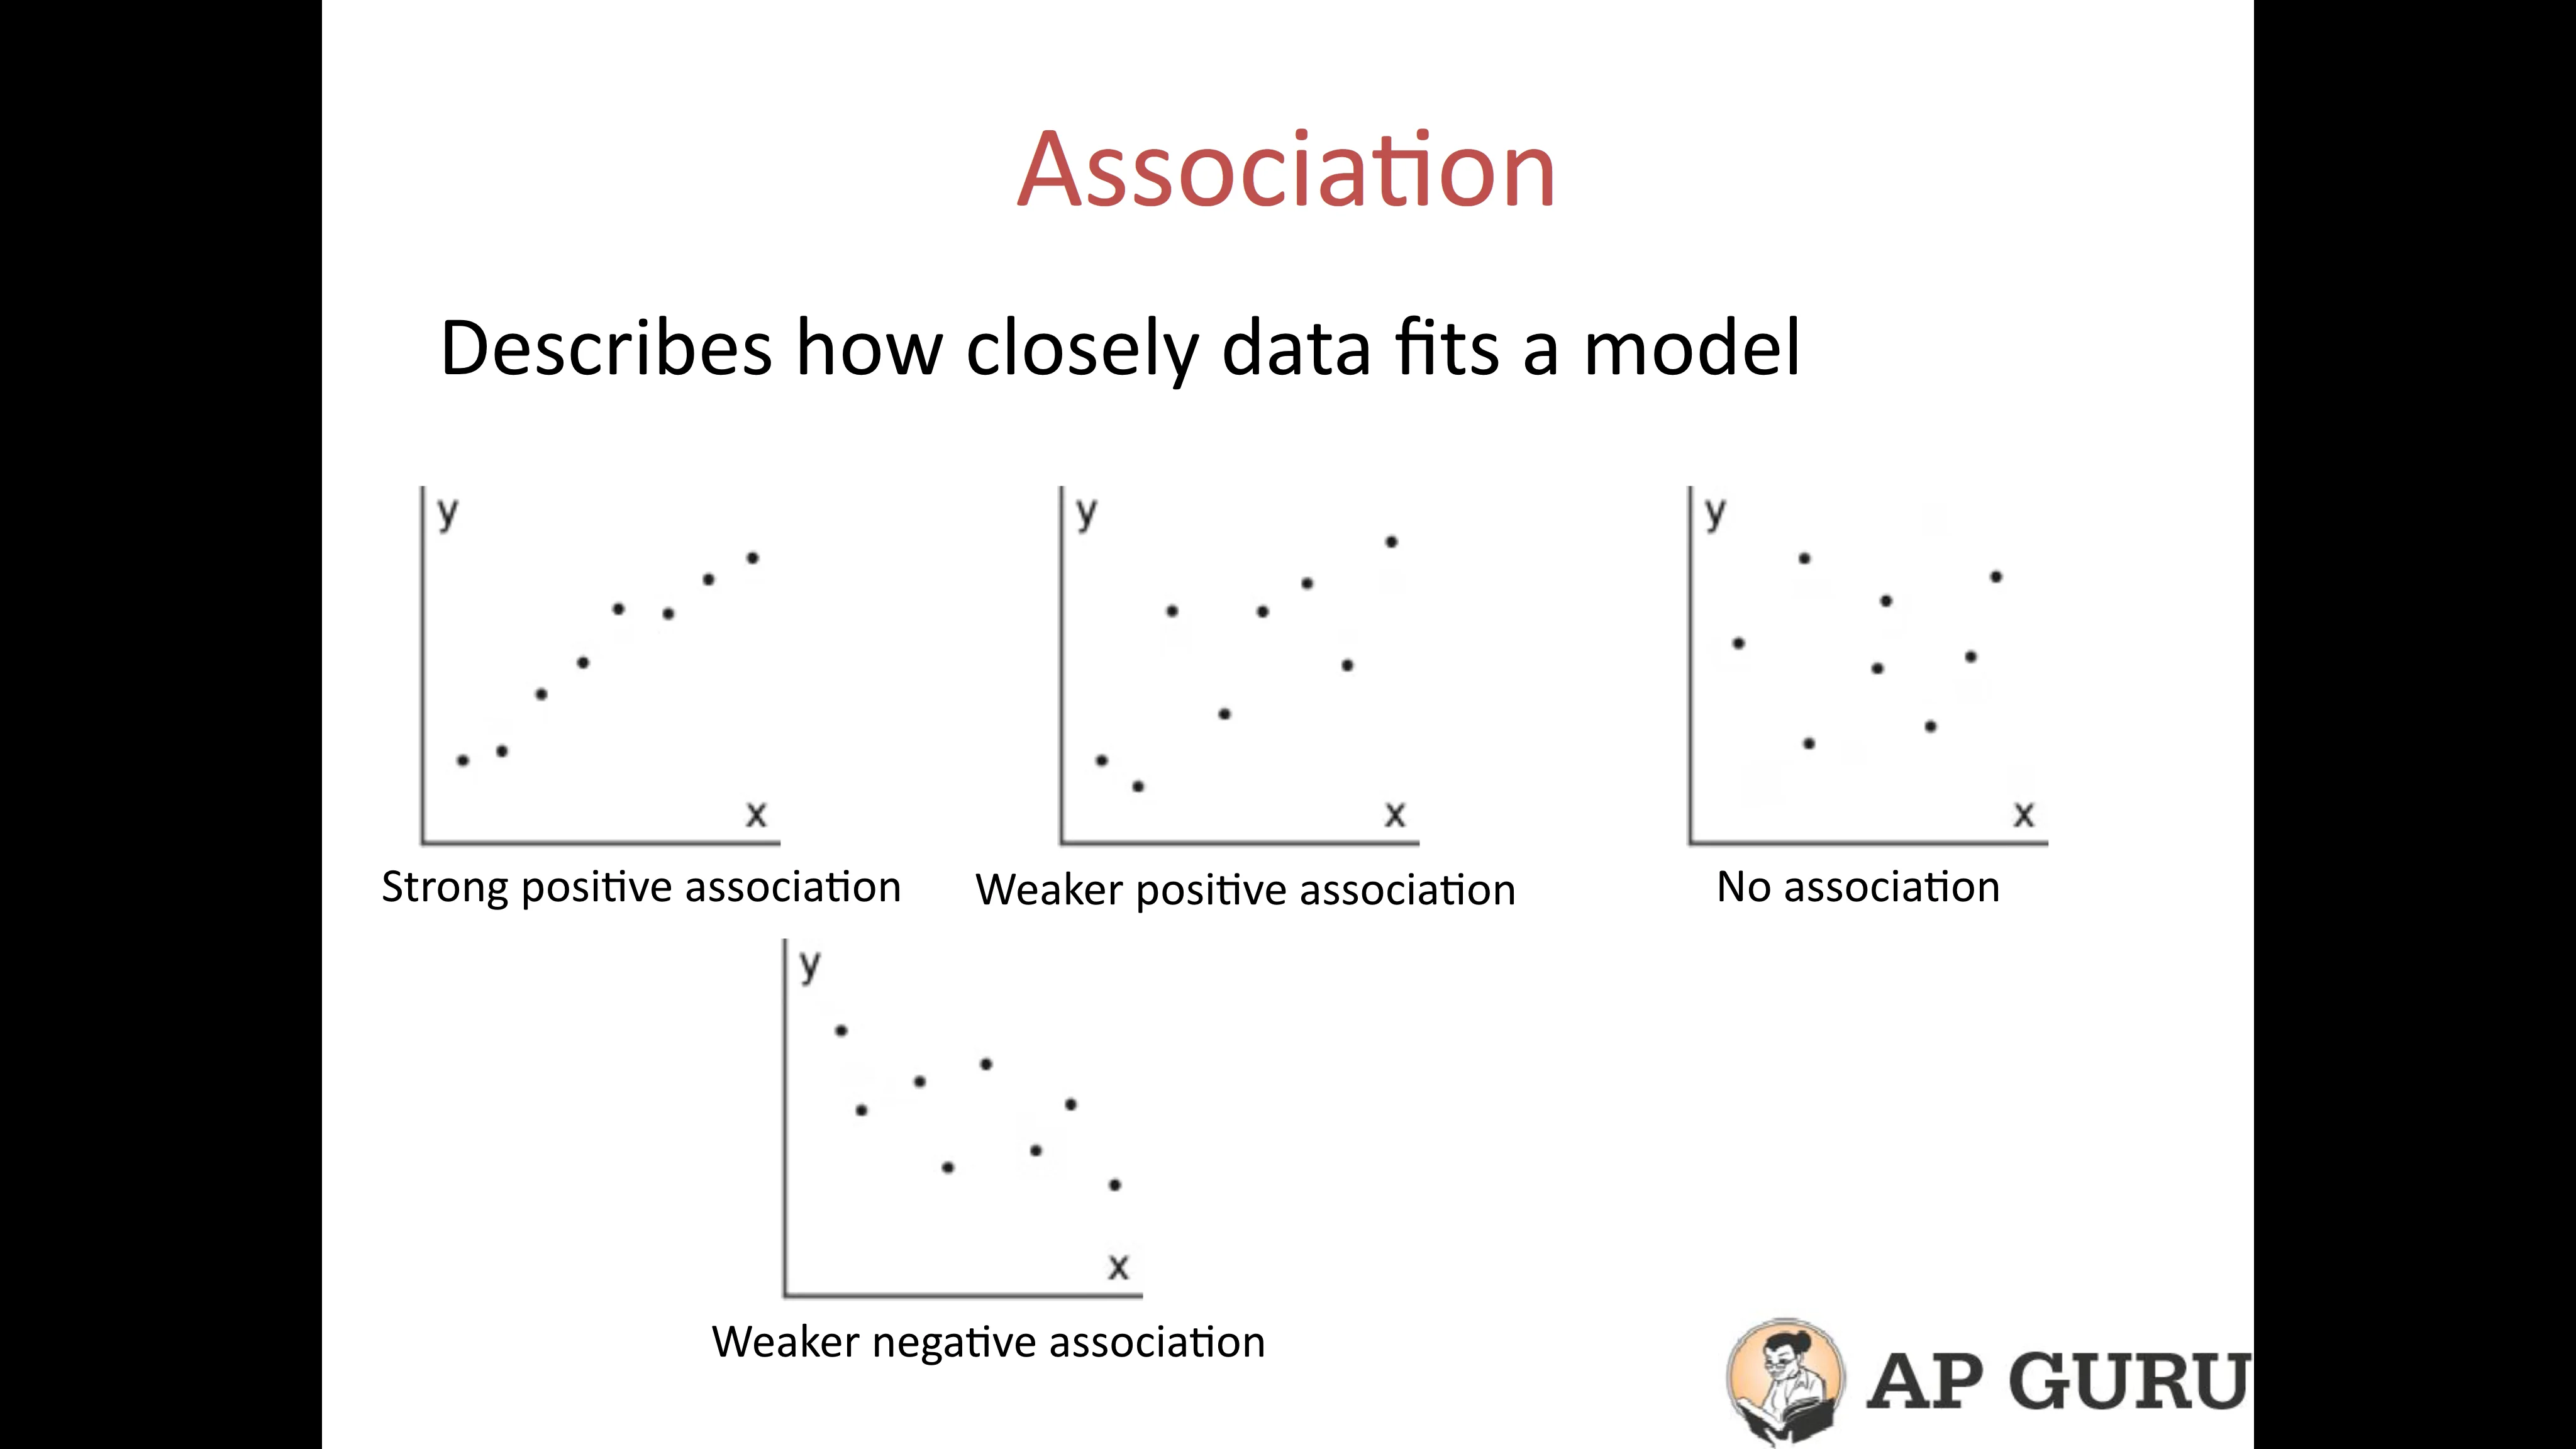 Association
Describes how closely data fits a model
y
x
Strong positive association
y
x
Weaker positive association
y
x
No association
y
x
Weaker negative association
AP GURU